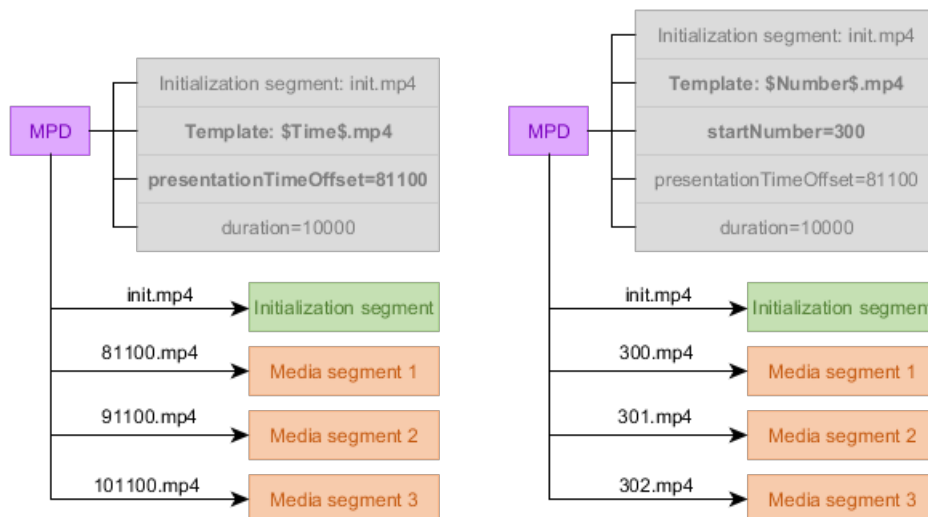 MPD
Initialization segment: init.mp4
Template: $Time$.mp4
presentationTimeOffset=81100
duration=10000
init.mp4
Initialization segment
81100.mp4
Media segment 1
91100.mp4
Media segment 2
101100.mp4
Media segment 3
MPD
Initialization segment: init.mp4
Template: $Number$.mp4
startNumber=300
presentationTimeOffset=81100
duration=10000
init.mp4
Initialization segment
300.mp4
Media segment 1
301.mp4
Media segment 2
302.mp4
Media segment 3